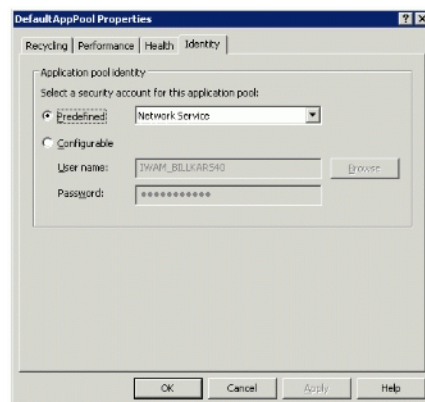 DefaultAppPool Properties
Recycling Performance Health Identity
Application pool identity
Select a security account for this application pool:
Predefined: Network Service
Configurable
User name: IWAM_BILLKAR540 Browse
Password: ●●●●●●●●●●●
OK Cancel Apply Help